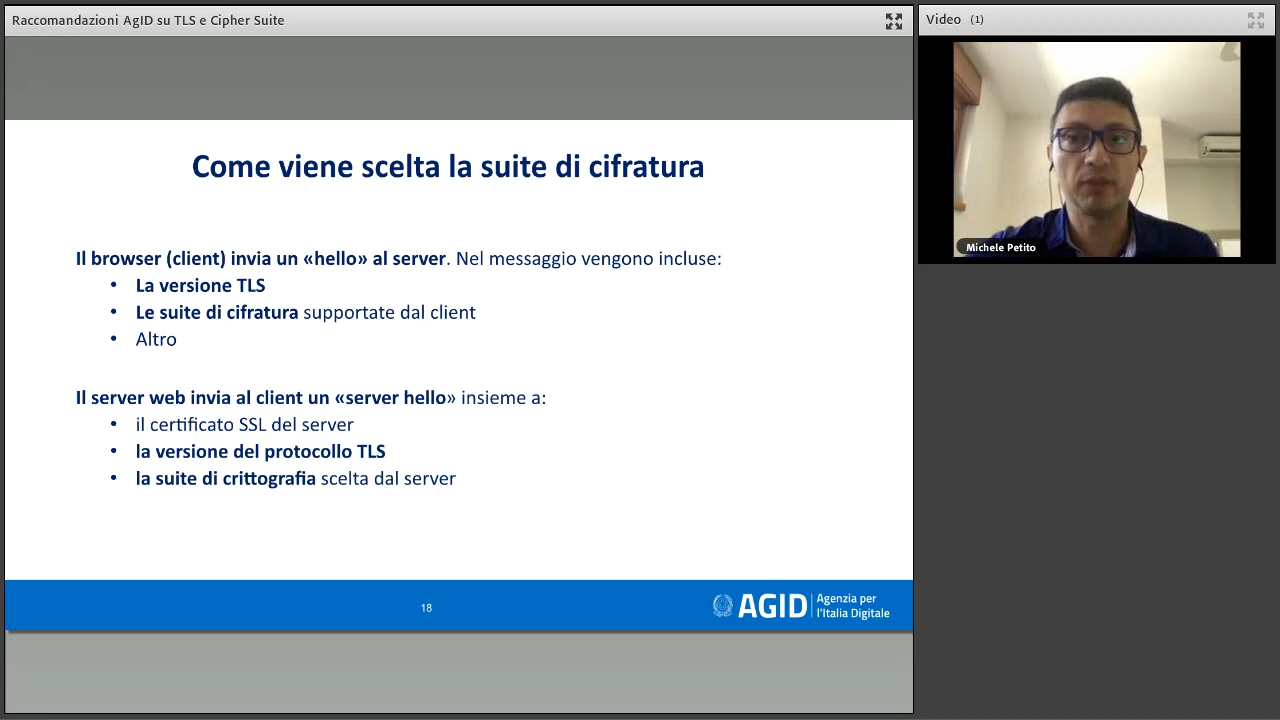 Raccomandazioni AgID su TLS e Cipher Suite
Video (1)
Michele Petito
Come viene scelta la suite di cifratura
Il browser (client) invia un «hello» al server. Nel messaggio vengono incluse:
• La versione TLS
• Le suite di cifratura supportate dal client
• Altro
Il server web invia al client un «server hello» insieme a:
• il certificato SSL del server
• la versione del protocollo TLS
• la suite di crittografia scelta dal server
18
AGID
Agenzia per
l'Italia Digitale